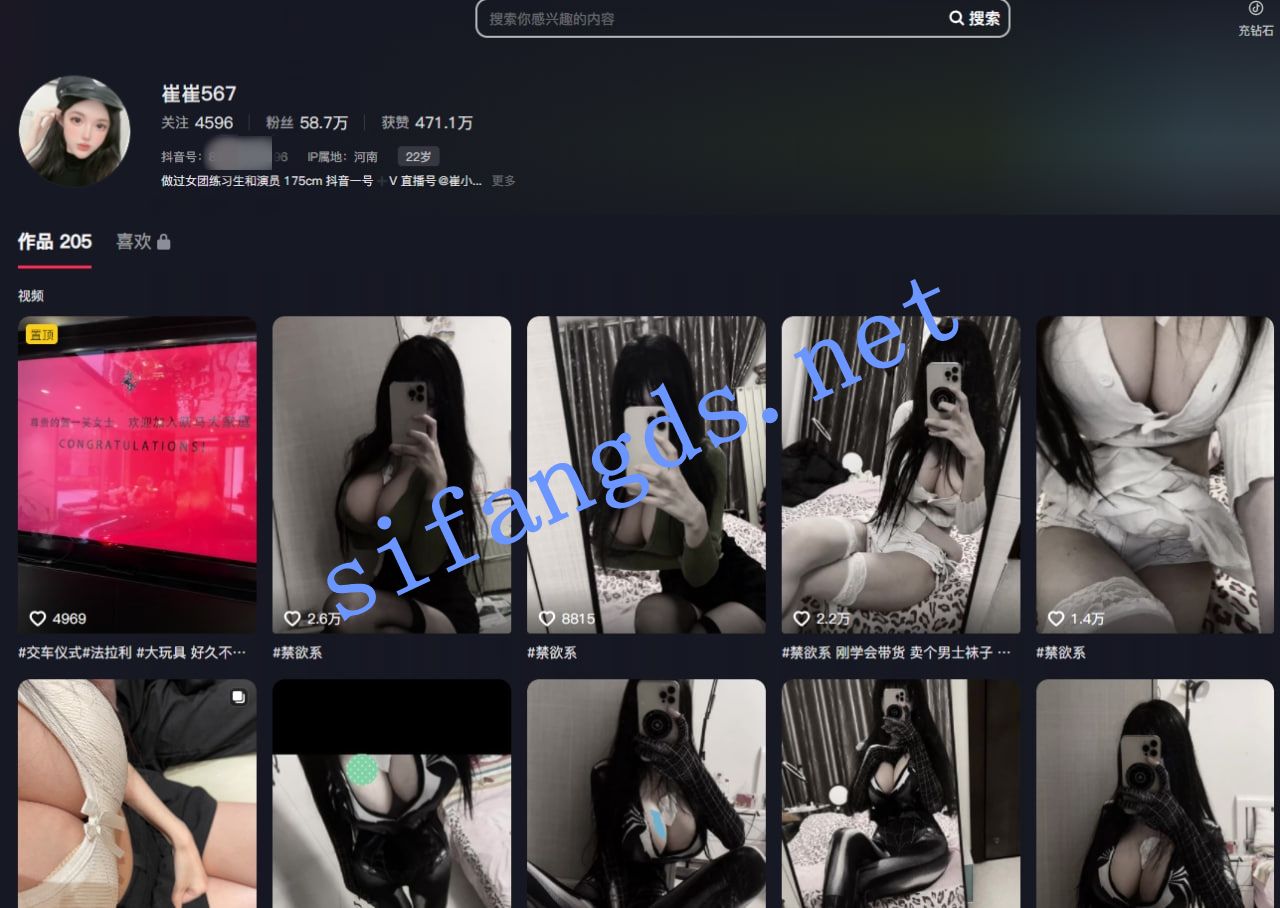 搜索你感兴趣的内容
搜索
充钻石
崔崔567
关注 4596 粉丝 58.7万 获赞 471.1万
抖音号: 8 96 IP属地: 河南 22岁
做过女团练习生和演员 175cm 抖音一号 + V 直播号@崔小... 更多
作品 205 喜欢
视频
置顶
尊贵的贺一笑女士 欢迎加入跃马大家庭
CONGRATULATIONS!
4969
2.6万
8815
2.2万
1.4万
#交车仪式#法拉利 #大玩具 好久不…
#禁欲系
#禁欲系
#禁欲系 刚学会带货 卖个男士袜子 …
#禁欲系
sifangds.net